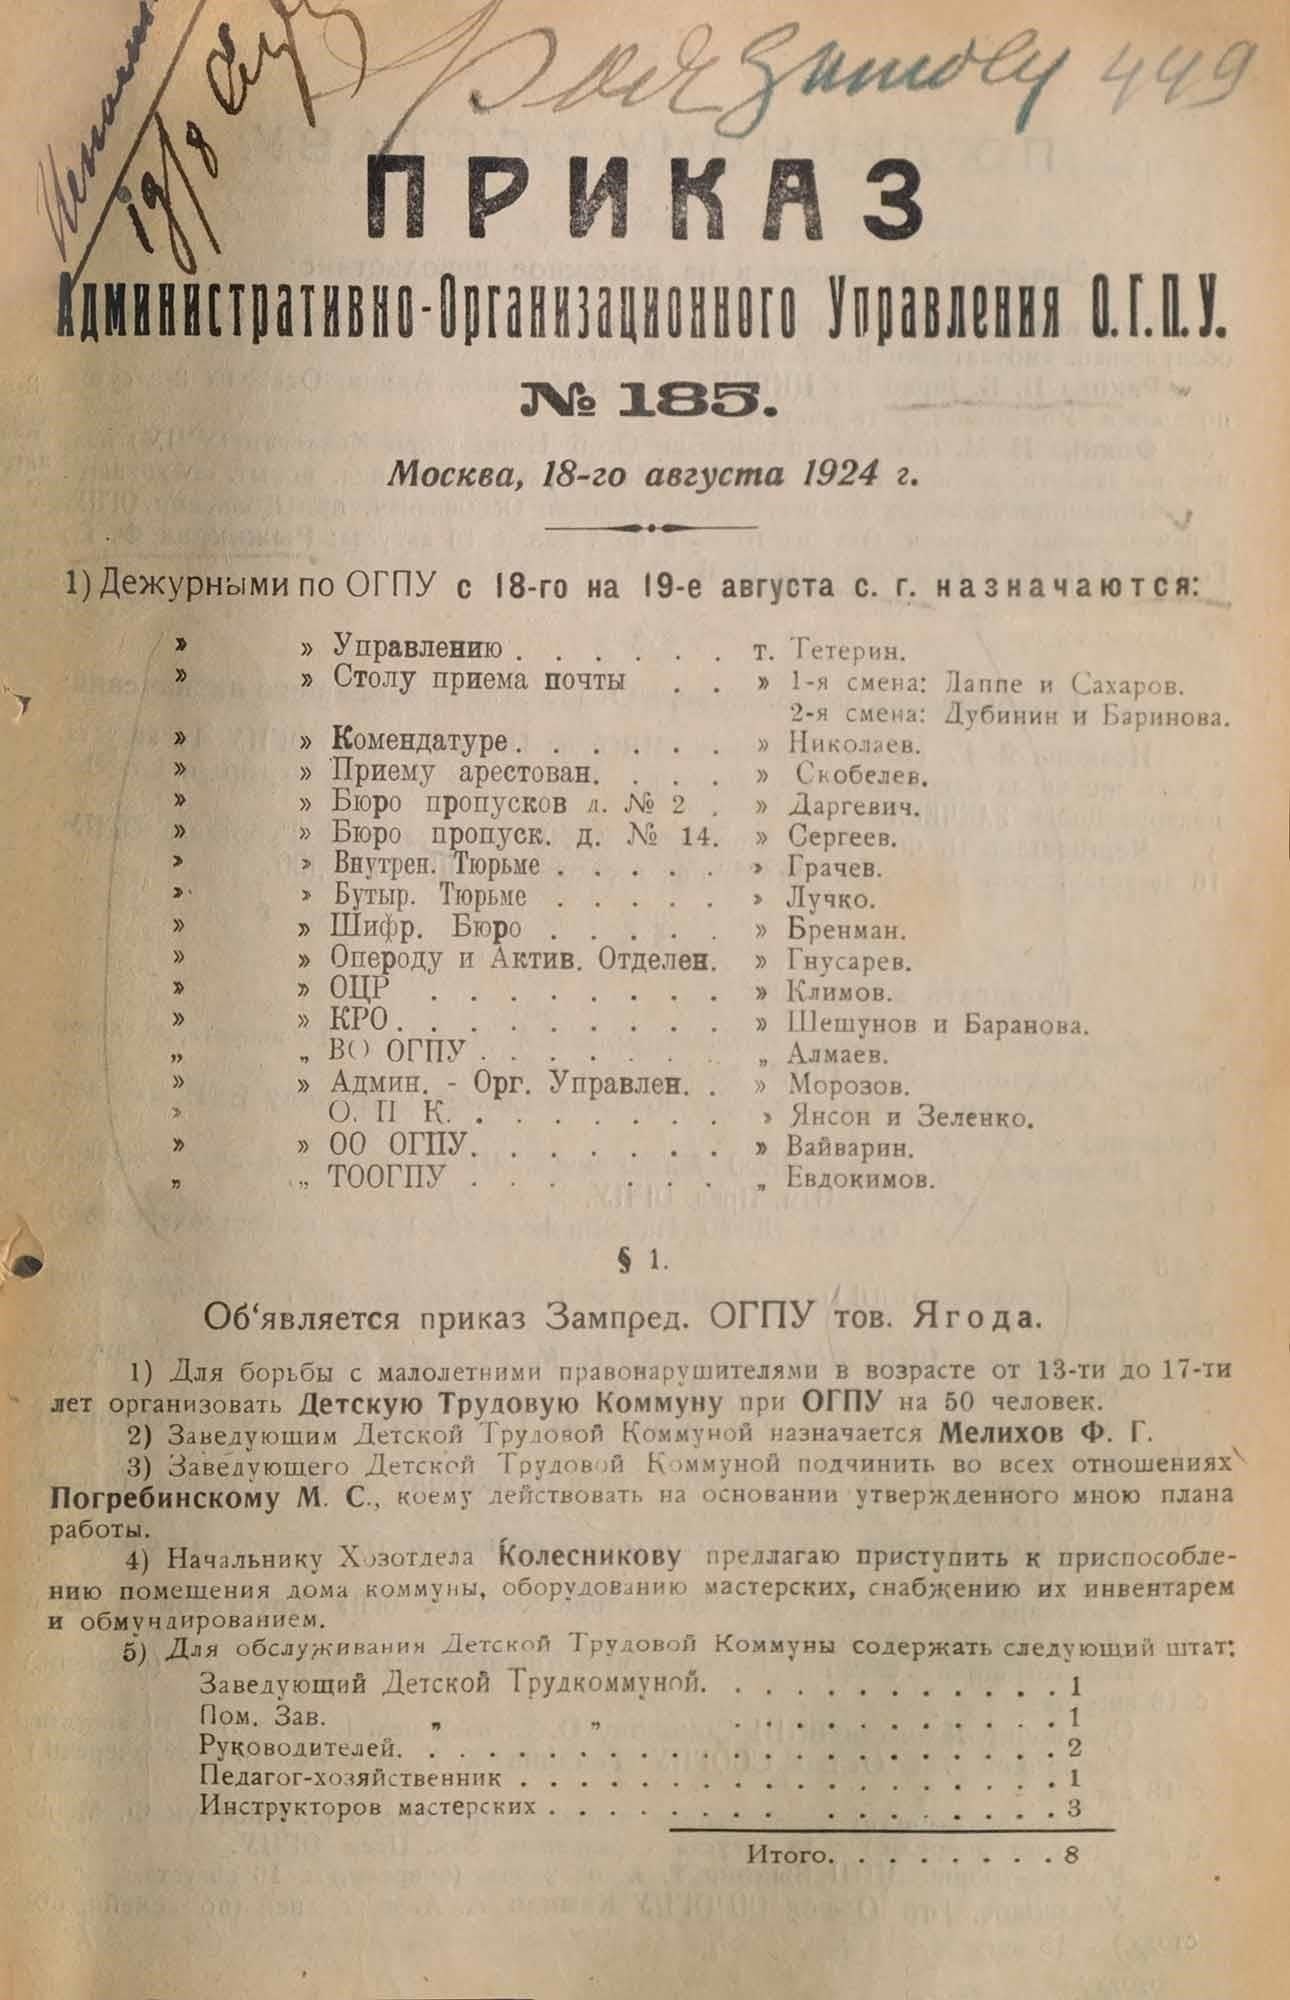 449
19/8
ПРИКАЗ
Административно-Организационного Управления О.Г.П.У.
№ 185.
Москва, 18-го августа 1924 г.
1) Дежурными по ОГПУ с 18-го на 19-е августа с. г. назначаются:
» » Управлению . . . . . . т. Тетерин.
» » Столу приема почты . . » 1-я смена: Лаппе и Сахаров.
2-я смена: Дубинин и Баринова.
» » Комендатуре. . . . . . » Николаев.
» » Приему арестован. . . . » Скобелев.
» » Бюро пропусков д. № 2 . » Даргевич.
» » Бюро пропуск. д. № 14. » Сергеев.
» » Внутрен. Тюрьме . . . . . » Грачев.
» » Бутыр. Тюрьме . . . . . » Лучко.
» » Шифр. Бюро . . . . . » Бренман.
» » Опероду и Актив. Отделен. » Гнусарев.
» » ОЦР . . . . . . . . » Климов.
» » КРО. . . . . . . . . » Шешунов и Баранова.
„ „ ВО ОГПУ . . . . . . . „ Алмаев.
» » Админ. - Орг. Управлен. . » Морозов.
» О. П К. . . . . . . . » Янсон и Зеленко.
» » ОО ОГПУ. . . . . . . » Вайварин.
„ „ ТООГПУ . . . . . . „ Евдокимов.
§ 1.
Об‘является приказ Зампред. ОГПУ тов. Ягода.
1) Для борьбы с малолетними правонарушителями в возрасте от 13-ти до 17-ти
лет организовать Детскую Трудовую Коммуну при ОГПУ на 50 человек.
2) Заведующим Детской Трудовой Коммуной назначается Мелихов Ф. Г.
3) Заведующего Детской Трудовой Коммуной подчинить во всех отношениях
Погребинскому М. С., коему действовать на основании утвержденного мною плана
работы.
4) Начальнику Хозотдела Колесникову предлагаю приступить к приспособле-
нию помещения дома коммуны, оборудованию мастерских, снабжению их инвентарем
и обмундированием.
5) Для обслуживания Детской Трудовой Коммуны содержать следующий штат:
Заведующий Детской Трудкоммуной. . . . . . . . . . . . 1
Пом. Зав. „ „ . . . . . . . . . . . 1
Руководителей. . . . . . . . . . . . . . . . . . . . . 2
Педагог-хозяйственник . . . . . . . . . . . . . . . . . 1
Инструкторов мастерских . . . . . . . . . . . . . . . 3
Итого. . . . . . . . 8